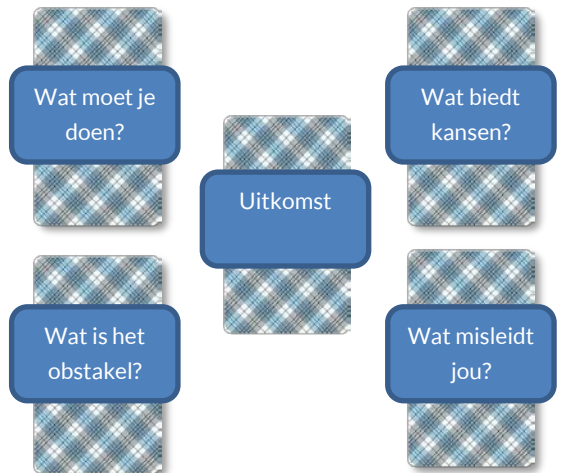 Wat moet je
doen?
Wat biedt
kansen?
Uitkomst
Wat is het
obstakel?
Wat misleidt
jou?